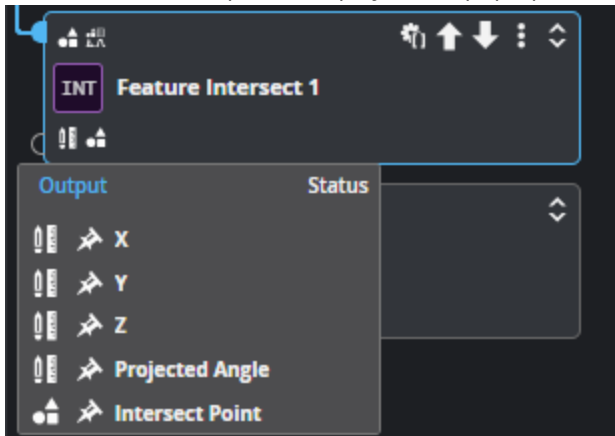 INT Feature Intersect 1
Output Status
X
Y
Z
Projected Angle
Intersect Point